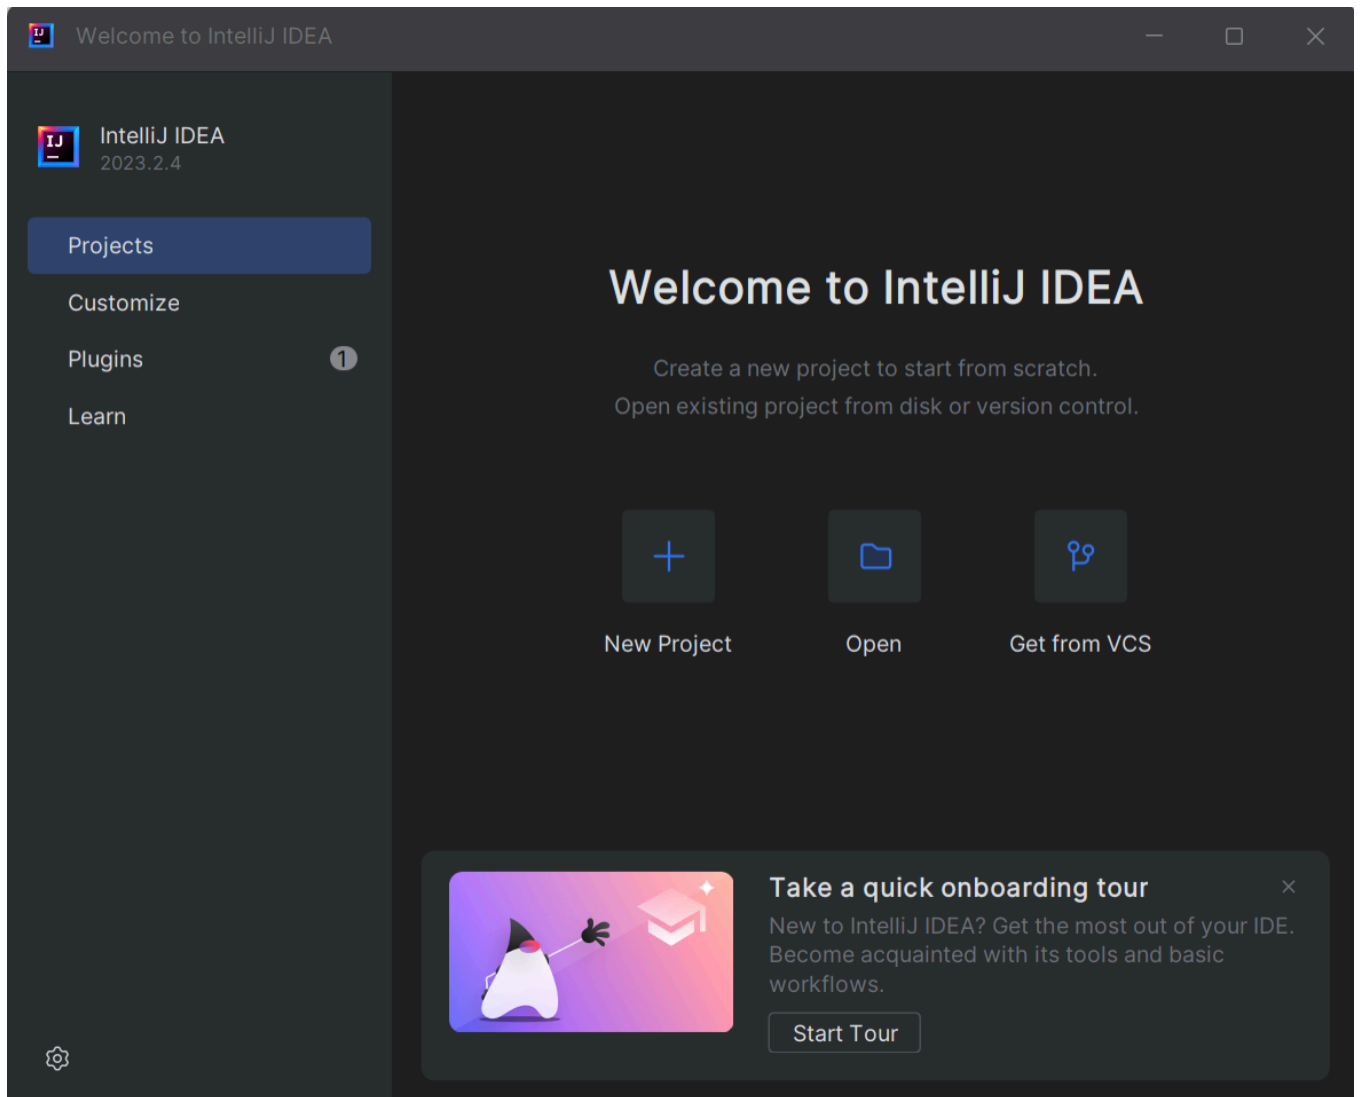 Welcome to IntelliJ IDEA
IJ
IntelliJ IDEA
2023.2.4
Projects
Customize
Plugins 1
Learn
Welcome to IntelliJ IDEA
Create a new project to start from scratch.
Open existing project from disk or version control.
New Project Open Get from VCS
Take a quick onboarding tour
New to IntelliJ IDEA? Get the most out of your IDE.
Become acquainted with its tools and basic
workflows.
Start Tour